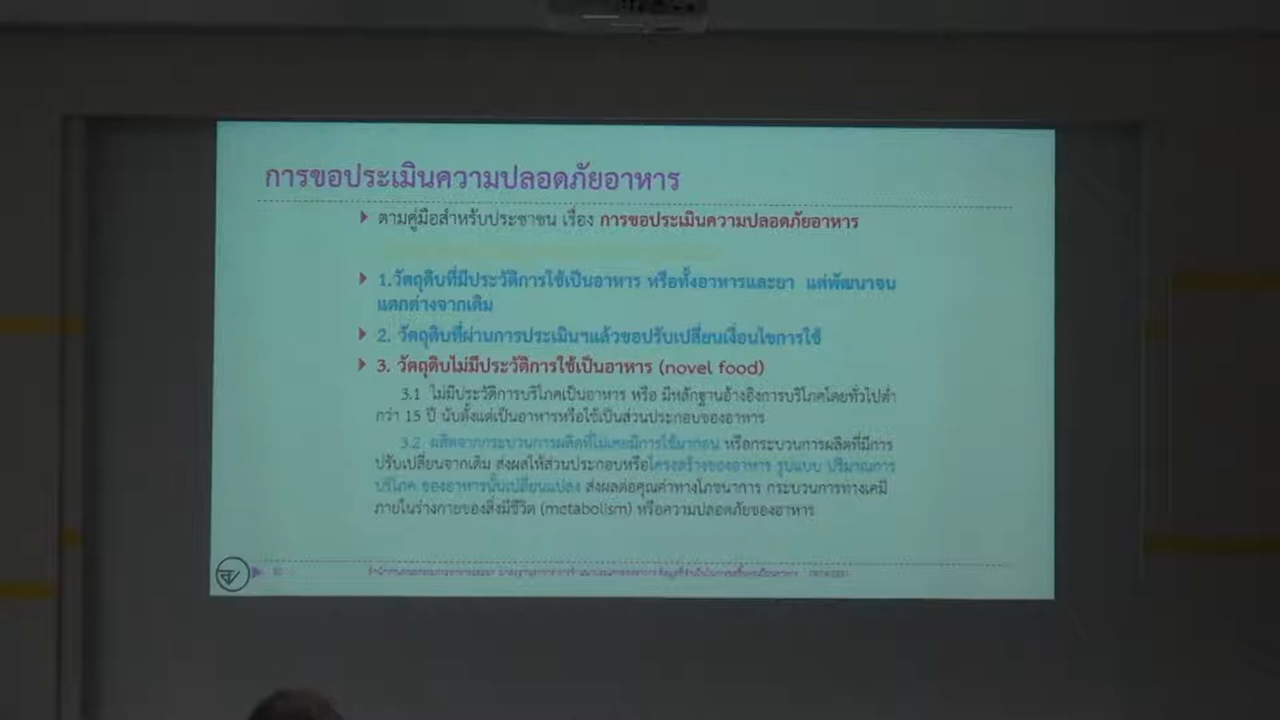 การขอประเมินความปลอดภัยอาหาร
ตามคู่มือสำหรับประชาชน เรื่อง การขอประเมินความปลอดภัยอาหาร
1.วัตถุดิบที่มีประวัติการใช้เป็นอาหาร หรือทั้งอาหารและยา แต่พัฒนาจน
แตกต่างจากเดิม
2. วัตถุดิบที่ผ่านการประเมินฯแล้วขอปรับเปลี่ยนเงื่อนไขการใช้
3. วัตถุดิบไม่มีประวัติการใช้เป็นอาหาร (novel food)
3.1 ไม่มีประวัติการบริโภคเป็นอาหาร หรือ มีหลักฐานอ้างอิงการบริโภคโดยทั่วไปต่ำ
กว่า 15 ปี นับตั้งแต่เป็นอาหารหรือใช้เป็นส่วนประกอบของอาหาร
3.2 ผลิตจากกระบวนการผลิตที่ไม่เคยมีการใช้มาก่อน หรือกระบวนการผลิตที่มีการ
ปรับเปลี่ยนจากเดิม ส่งผลให้ส่วนประกอบหรือโครงสร้างของอาหาร รูปแบบ ปริมาณการ
บริโภค ของอาหารนั้นเปลี่ยนแปลง ส่งผลต่อคุณค่าทางโภชนาการ กระบวนการทางเคมี
ภายในร่างกายของสิ่งมีชีวิต (metabolism) หรือความปลอดภัยของอาหาร